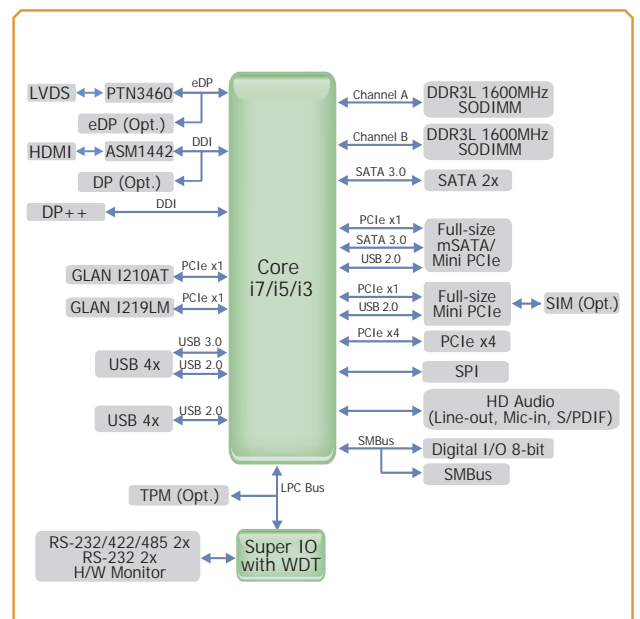 LVDS
PTN3460
eDP
eDP (Opt.)
HDMI
ASM1442
DDI
DP (Opt.)
DP++
DDI
GLAN I210AT
PCIe x1
GLAN I219LM
PCIe x1
USB 4x
USB 3.0
USB 2.0
USB 4x
USB 2.0
Core
i7/i5/i3
Channel A
DDR3L 1600MHz
SODIMM
Channel B
DDR3L 1600MHz
SODIMM
SATA 3.0
SATA 2x
PCIe x1
SATA 3.0
USB 2.0
Full-size
mSATA/
Mini PCIe
PCIe x1
USB 2.0
Full-size
Mini PCIe
SIM (Opt.)
PCIe x4
PCIe x4
SPI
HD Audio
(Line-out, Mic-in, S/PDIF)
SMBus
Digital I/O 8-bit
SMBus
LPC Bus
TPM (Opt.)
RS-232/422/485 2x
RS-232 2x
H/W Monitor
Super IO
with WDT